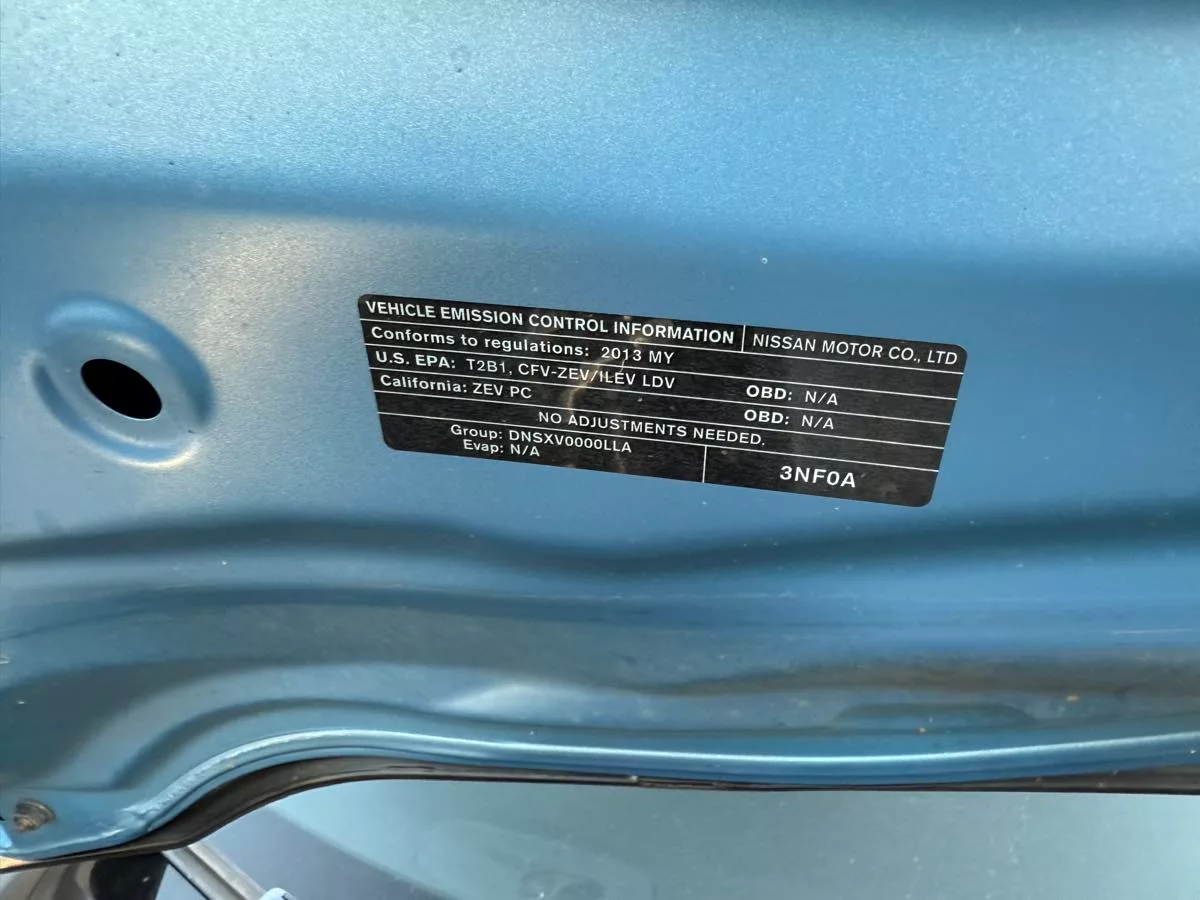 VEHICLE EMISSION CONTROL INFORMATION NISSAN MOTOR CO., LTD
Conforms to regulations: 2013 MY
U.S. EPA: T2B1, CFV-ZEV/ILEV LDV OBD: N/A
California: ZEV PC OBD: N/A
NO ADJUSTMENTS NEEDED.
Group: DNSXV0000LLA
Evap: N/A
3NF0A